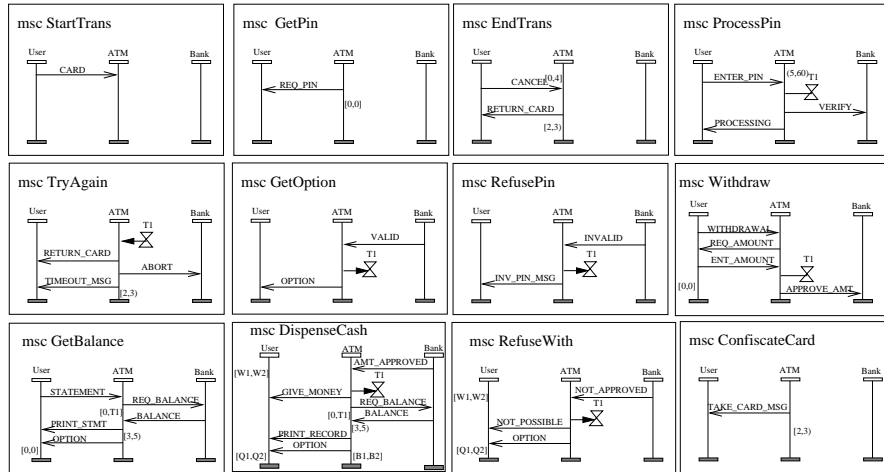 msc StartTrans
User
ATM
Bank
CARD
msc GetPin
User
ATM
Bank
REQ_PIN
[0,0]
msc EndTrans
User
ATM
Bank
[0,4]
CANCEL
RETURN_CARD
[2,3)
msc ProcessPin
User
ATM
Bank
(5,60)
T1
ENTER_PIN
VERIFY
PROCESSING
msc TryAgain
User
ATM
Bank
T1
RETURN_CARD
ABORT
TIMEOUT_MSG
[2,3)
msc GetOption
User
ATM
Bank
VALID
T1
OPTION
msc RefusePin
User
ATM
Bank
INVALID
T1
INV_PIN_MSG
msc Withdraw
User
ATM
Bank
WITHDRAWAL
REQ_AMOUNT
ENT_AMOUNT
T1
[0,0]
APPROVE_AMT
msc GetBalance
User
ATM
Bank
STATEMENT
REQ_BALANCE
[0,T1]
BALANCE
PRINT_STMT
[3,5)
OPTION
[0,0]
msc DispenseCash
User
ATM
Bank
AMT_APPROVED
[W1,W2]
T1
GIVE_MONEY
REQ_BALANCE
[0,T1]
BALANCE
[3,5)
PRINT_RECORD
OPTION
[Q1,Q2]
[B1,B2]
msc RefuseWith
User
ATM
Bank
[W1,W2]
NOT_APPROVED
T1
NOT_POSSIBLE
OPTION
[Q1,Q2]
msc ConfiscateCard
User
ATM
Bank
TAKE_CARD_MSG
[2,3)